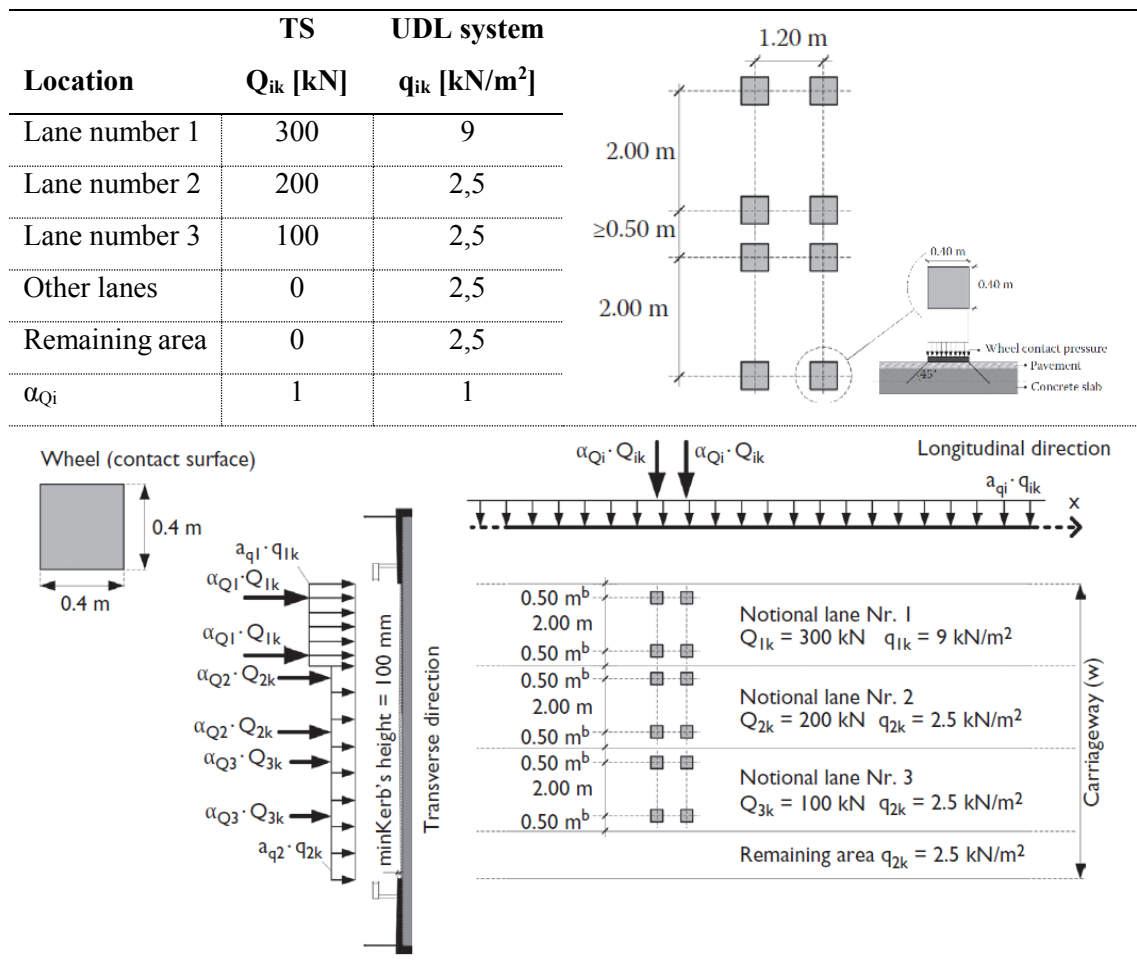 TS UDL system
Location Qik [kN] qik [kN/m²]
Lane number 1 300 9
Lane number 2 200 2,5
Lane number 3 100 2,5
Other lanes 0 2,5
Remaining area 0 2,5
αQi 1 1
1.20 m
2.00 m
≥0.50 m
2.00 m
0.40 m
0.40 m
Wheel contact pressure
Pavement
45°
Concrete slab
Wheel (contact surface)
0.4 m
0.4 m
aq1·q1k
αQ1·Q1k
αQ1·Q1k
αQ2·Q2k
αQ2·Q2k
αQ3·Q3k
αQ3·Q3k
aq2·q2k
minKerb's height = 100 mm
Transverse direction
αQi·Qik
αQi·Qik
Longitudinal direction
aqi·qik
x
0.50 mᵇ
2.00 m
0.50 mᵇ
Notional lane Nr. 1
Q1k = 300 kN q1k = 9 kN/m²
0.50 mᵇ
2.00 m
0.50 mᵇ
Notional lane Nr. 2
Q2k = 200 kN q2k = 2.5 kN/m²
0.50 mᵇ
2.00 m
0.50 mᵇ
Notional lane Nr. 3
Q3k = 100 kN q2k = 2.5 kN/m²
Remaining area q2k = 2.5 kN/m²
Carriageway (w)